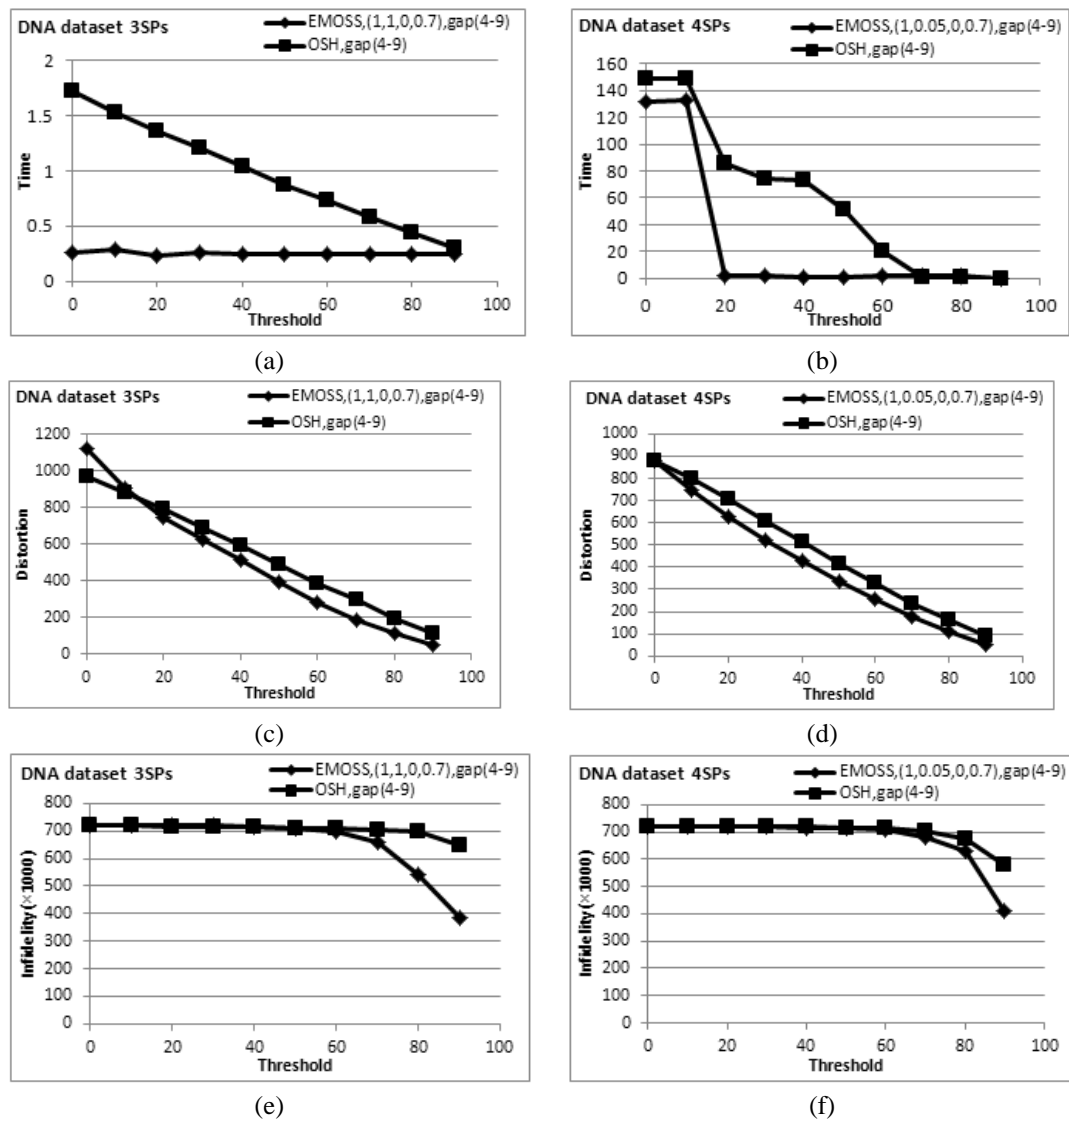 DNA dataset 3SPs
EMOSS,(1,1,0,0.7),gap(4-9)
OSH,gap(4-9)
2
1.5
1
0.5
0
Time
0 20 40 60 80 100
Threshold
(a)
DNA dataset 4SPs
EMOSS,(1,0.05,0,0.7),gap(4-9)
OSH,gap(4-9)
160
140
120
100
80
60
40
20
0
Time
0 20 40 60 80 100
Threshold
(b)
DNA dataset 3SPs
EMOSS,(1,1,0,0.7),gap(4-9)
OSH,gap(4-9)
1200
1000
800
600
400
200
0
Distortion
0 20 40 60 80 100
Threshold
(c)
DNA dataset 4SPs
EMOSS,(1,0.05,0,0.7),gap(4-9)
OSH,gap(4-9)
1000
900
800
700
600
500
400
300
200
100
0
Distortion
0 20 40 60 80 100
Threshold
(d)
DNA dataset 3SPs
EMOSS,(1,1,0,0.7),gap(4-9)
OSH,gap(4-9)
800
700
600
500
400
300
200
100
0
Infidelity(×1000)
0 20 40 60 80 100
Threshold
(e)
DNA dataset 4SPs
EMOSS,(1,0.05,0,0.7),gap(4-9)
OSH,gap(4-9)
800
700
600
500
400
300
200
100
0
Infidelity(×1000)
0 20 40 60 80 100
Threshold
(f)